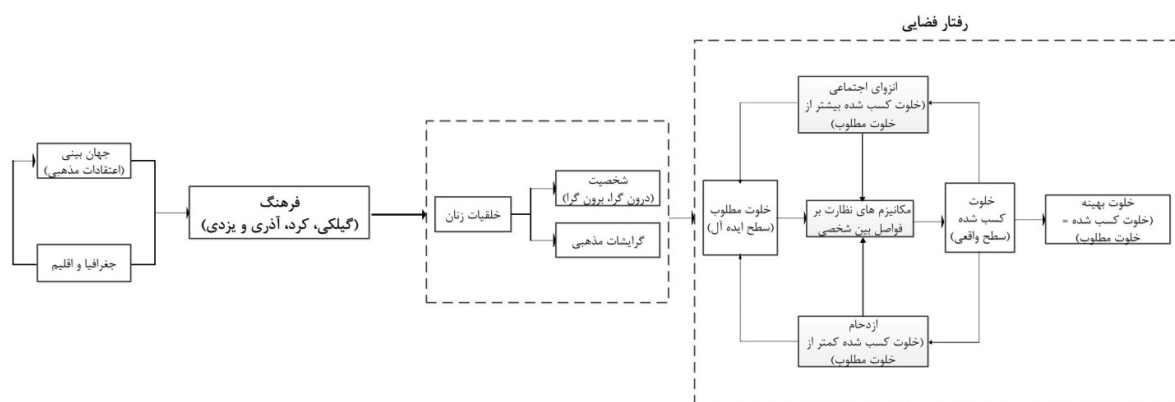 رفتار فضایی
جهان بینی
(اعتقادات مذهبی)
جغرافیا و اقلیم
فرهنگ
(گیلکی، کرد، آذری و یزدی)
خلقیات زنان
شخصیت
(درون گرا، برون گرا)
گرایشات مذهبی
خلوت مطلوب
(سطح ایده آل)
انزوای اجتماعی
(خلوت کسب شده بیشتر از
خلوت مطلوب)
مکانیزم های نظارت بر
فواصل بین شخصی
ازدحام
(خلوت کسب شده کمتر از
خلوت مطلوب)
خلوت
کسب
شده
(سطح واقعی)
خلوت بهینه
(خلوت کسب شده =
خلوت مطلوب)